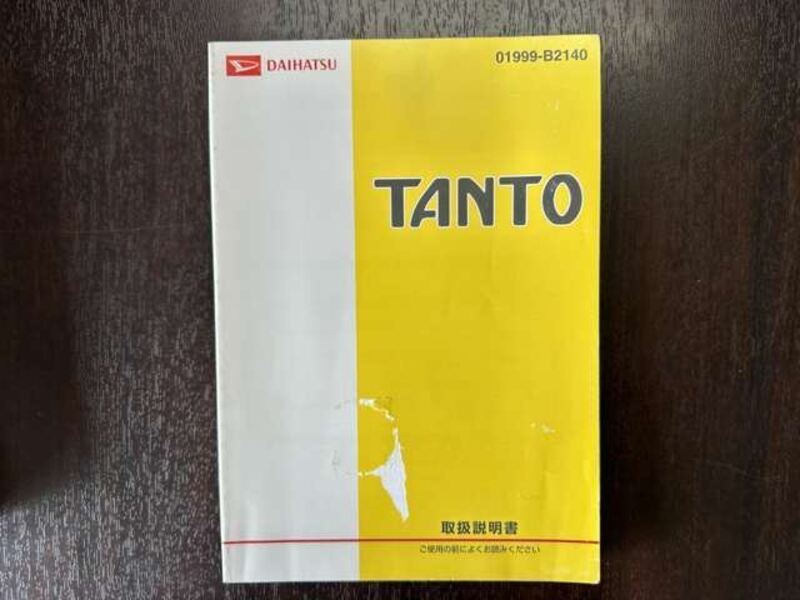 DAIHATSU
01999-B2140
TANTO
取扱説明書
ご使用の前によくお読みください